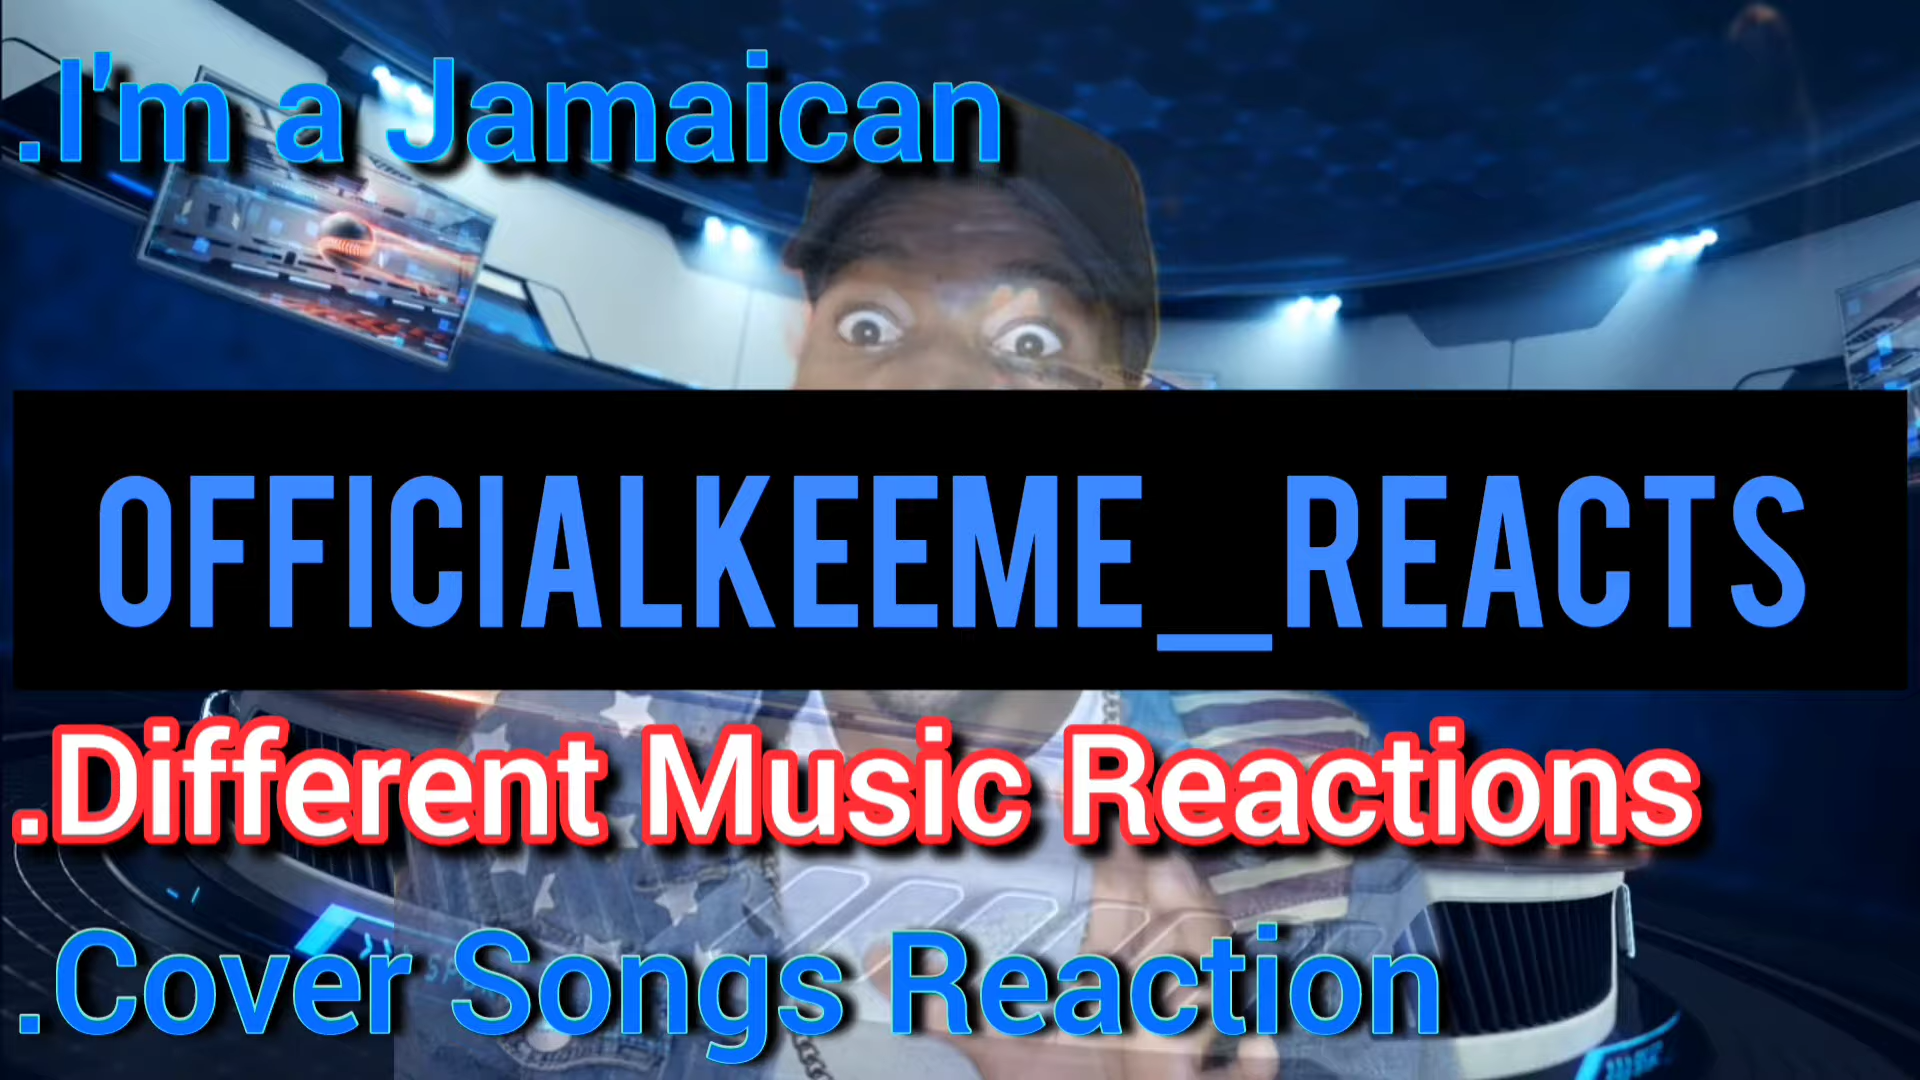 .I'm a Jamaican
OFFICIALKEEME_REACTS
.Different Music Reactions
.Cover Songs Reaction